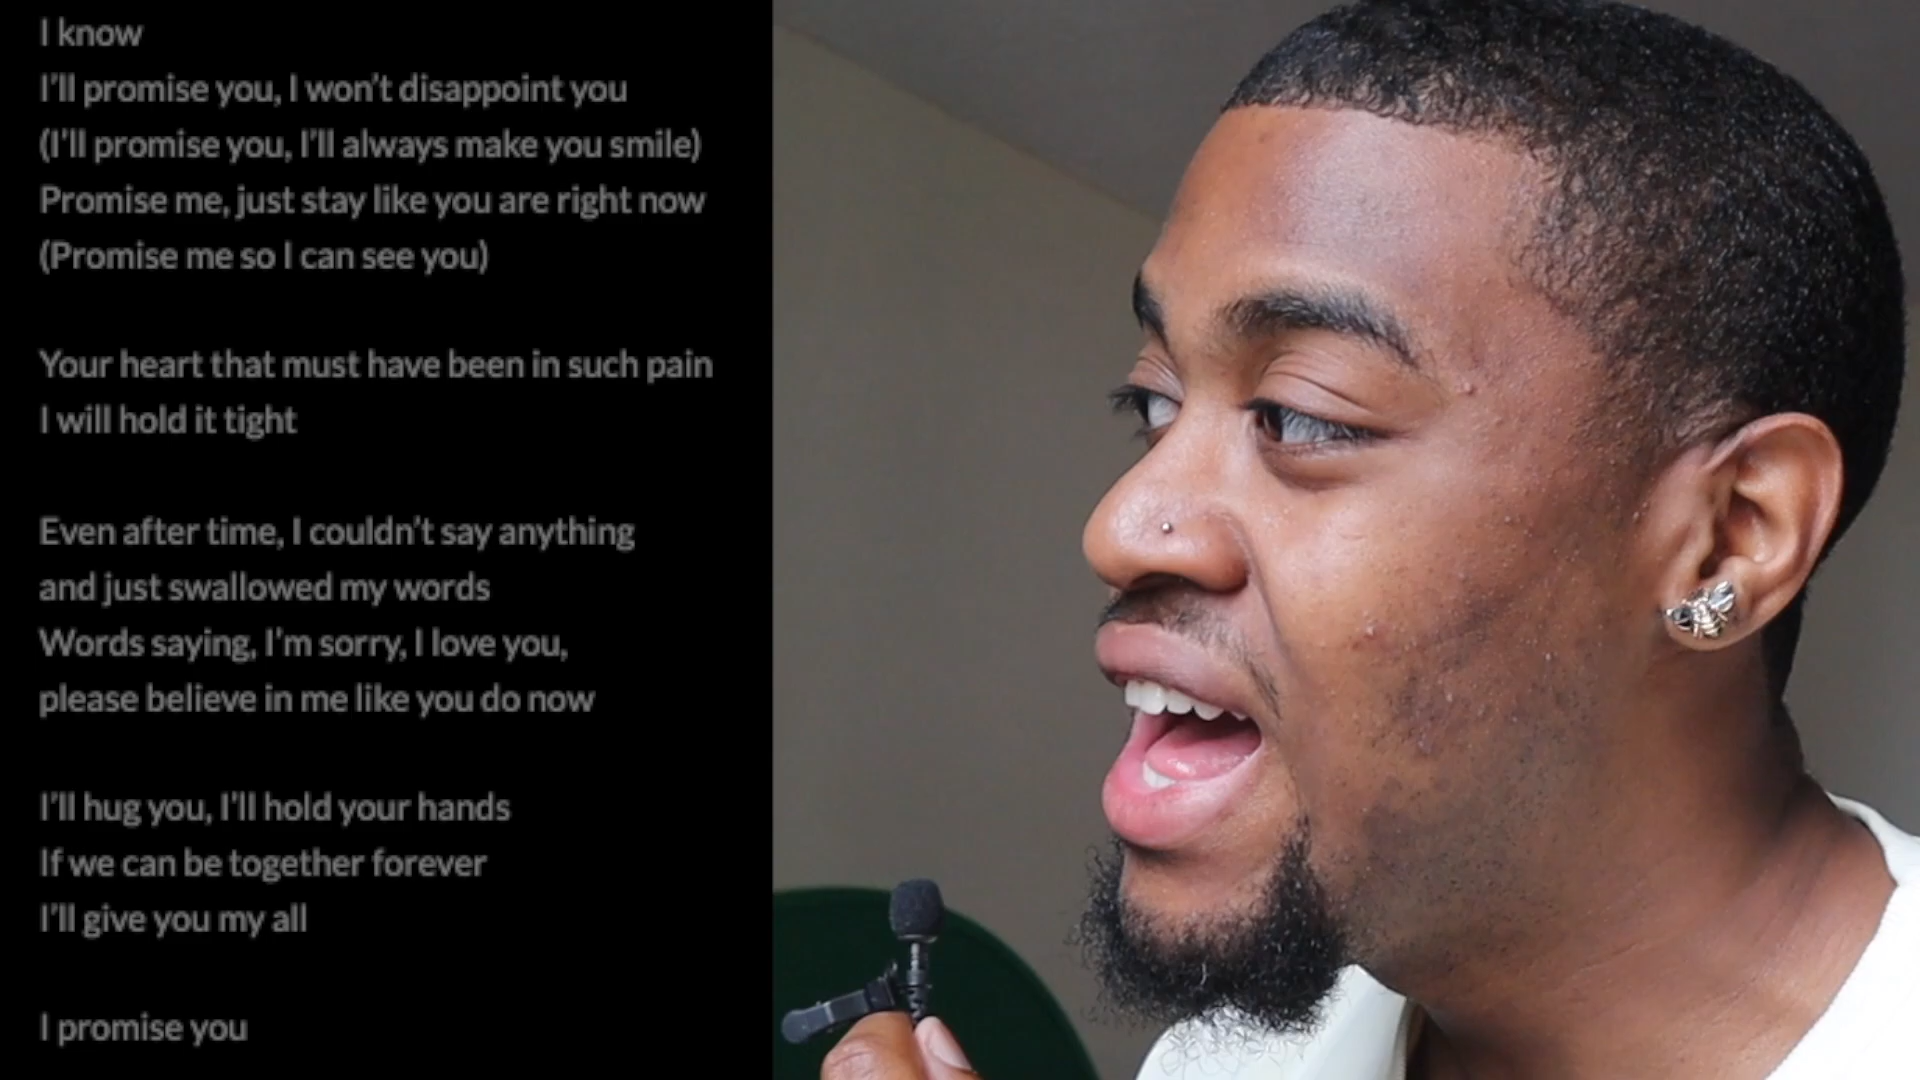 I know
I'll promise you, I won't disappoint you
(I'll promise you, I'll always make you smile)
Promise me, just stay like you are right now
(Promise me so I can see you)
Your heart that must have been in such pain
I will hold it tight
Even after time, I couldn't say anything
and just swallowed my words
Words saying, I'm sorry, I love you,
please believe in me like you do now
I'll hug you, I'll hold your hands
If we can be together forever
I'll give you my all
I promise you